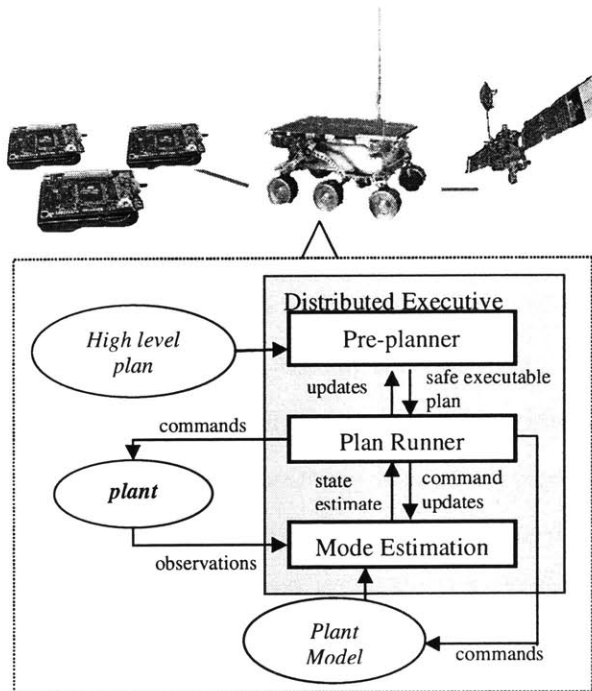 Distributed Executive
High level
plan
Pre-planner
updates
safe executable
plan
commands
Plan Runner
plant
state
estimate
command
updates
observations
Mode Estimation
Plant
Model
commands